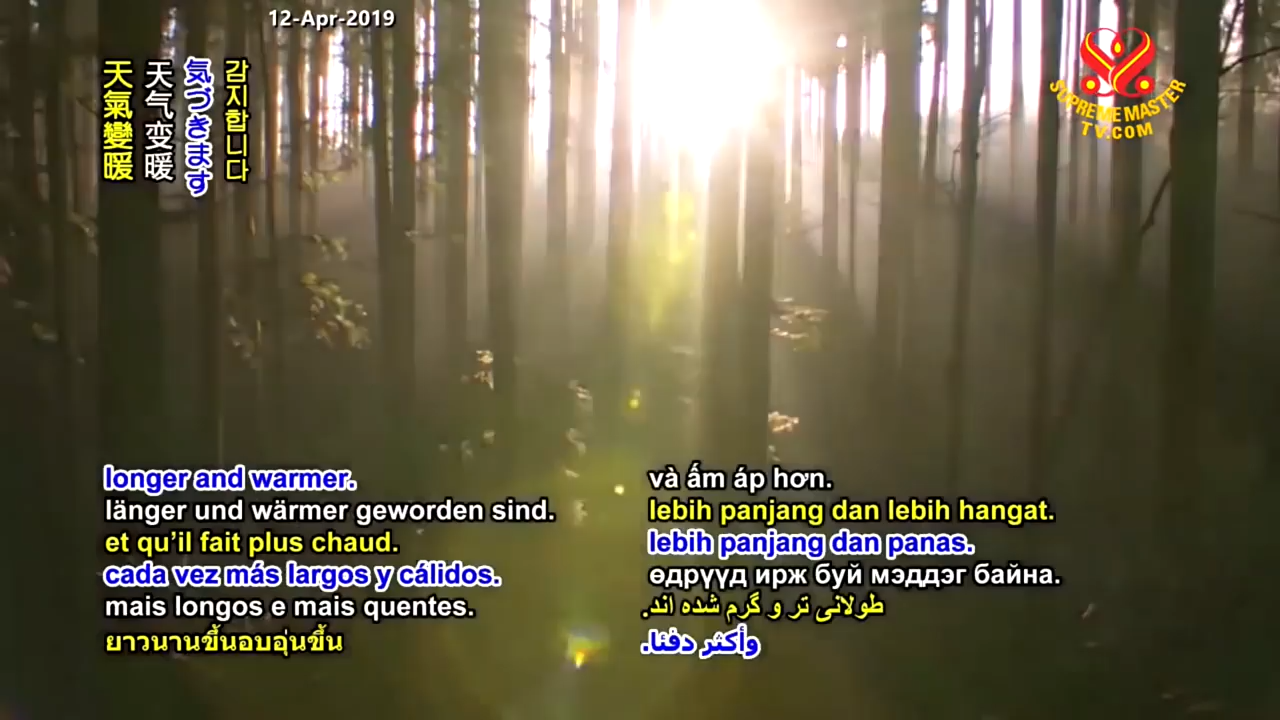 12-Apr-2019
SUPREME MASTER
TV.COM
天氣變暖
天气变暖
気づきます
감지합니다
longer and warmer.
länger und wärmer geworden sind.
et qu’il fait plus chaud.
cada vez más largos y cálidos.
mais longos e mais quentes.
ยาวนานขึ้นอบอุ่นขึ้น
và ấm áp hơn.
lebih panjang dan lebih hangat.
lebih panjang dan panas.
өдрүүд ирж буй мэддэг байна.
طولانی تر و گرم شده اند.
وأكثر دفئا.